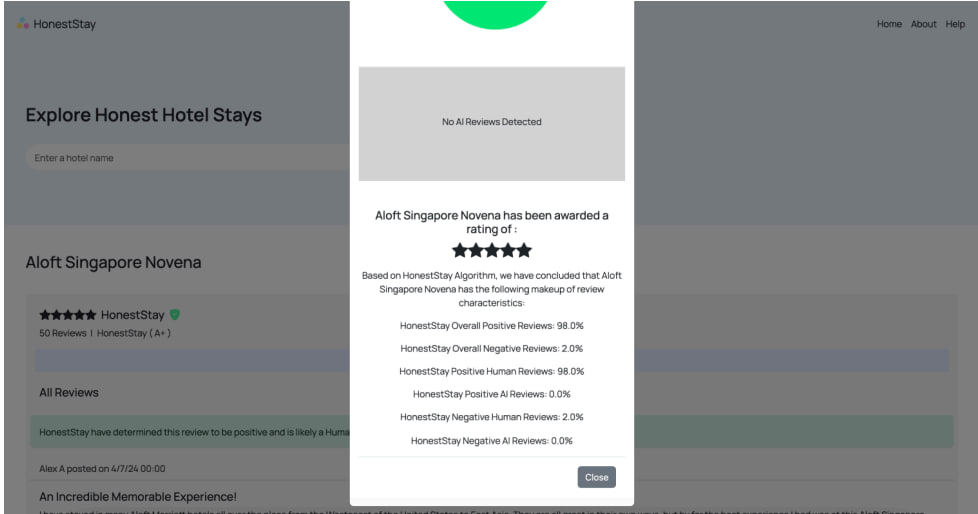 HonestStay
Home About Help
Explore Honest Hotel Stays
Enter a hotel name
No AI Reviews Detected
Aloft Singapore Novena has been awarded a
rating of :
Based on HonestStay Algorithm, we have concluded that Aloft
Singapore Novena has the following makeup of review
characteristics:
HonestStay Overall Positive Reviews: 98.0%
HonestStay Overall Negative Reviews: 2.0%
HonestStay Positive Human Reviews: 98.0%
HonestStay Positive AI Reviews: 0.0%
HonestStay Negative Human Reviews: 2.0%
HonestStay Negative AI Reviews: 0.0%
Close
Aloft Singapore Novena
HonestStay
50 Reviews | HonestStay ( A+ )
All Reviews
HonestStay have determined this review to be positive and is likely a Huma
Alex A posted on 4/7/24 00:00
An Incredible Memorable Experience!